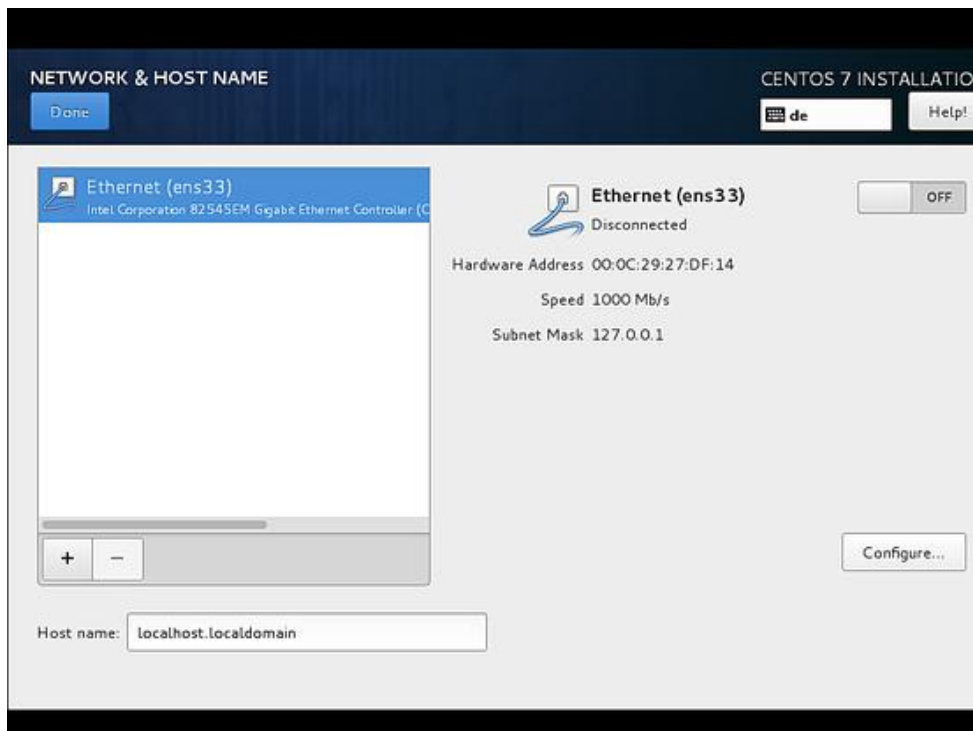 NETWORK & HOST NAME
CENTOS 7 INSTALLATIO
Done
de
Help!
Ethernet (ens33)
Intel Corporation 82545EM Gigabit Ethernet Controller (C
Ethernet (ens33)
Disconnected
OFF
Hardware Address 00:0C:29:27:DF:14
Speed 1000 Mb/s
Subnet Mask 127.0.0.1
+ −
Configure...
Host name: localhost.localdomain